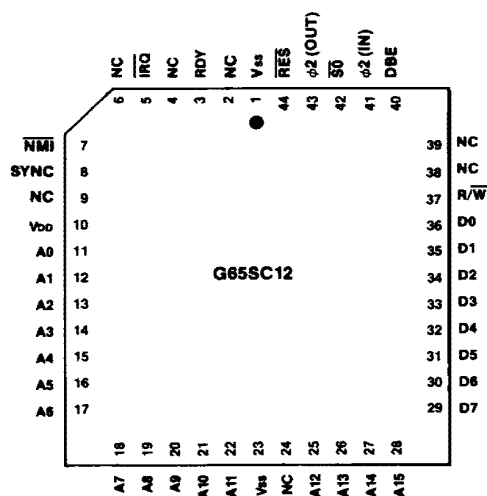 NC IRQ NC RDY NC Vss RES φ2 (OUT) S0 φ2 (IN) DBE
6 5 4 3 2 1 44 43 42 41 40
NMI 7
SYNC 8
NC 9
VDD 10
A0 11
A1 12
A2 13
A3 14
A4 15
A5 16
A6 17
39 NC
38 NC
37 R/W
36 D0
35 D1
34 D2
33 D3
32 D4
31 D5
30 D6
29 D7
G65SC12
18 19 20 21 22 23 24 25 26 27 28
A7 A8 A9 A10 A11 Vss NC A12 A13 A14 A15